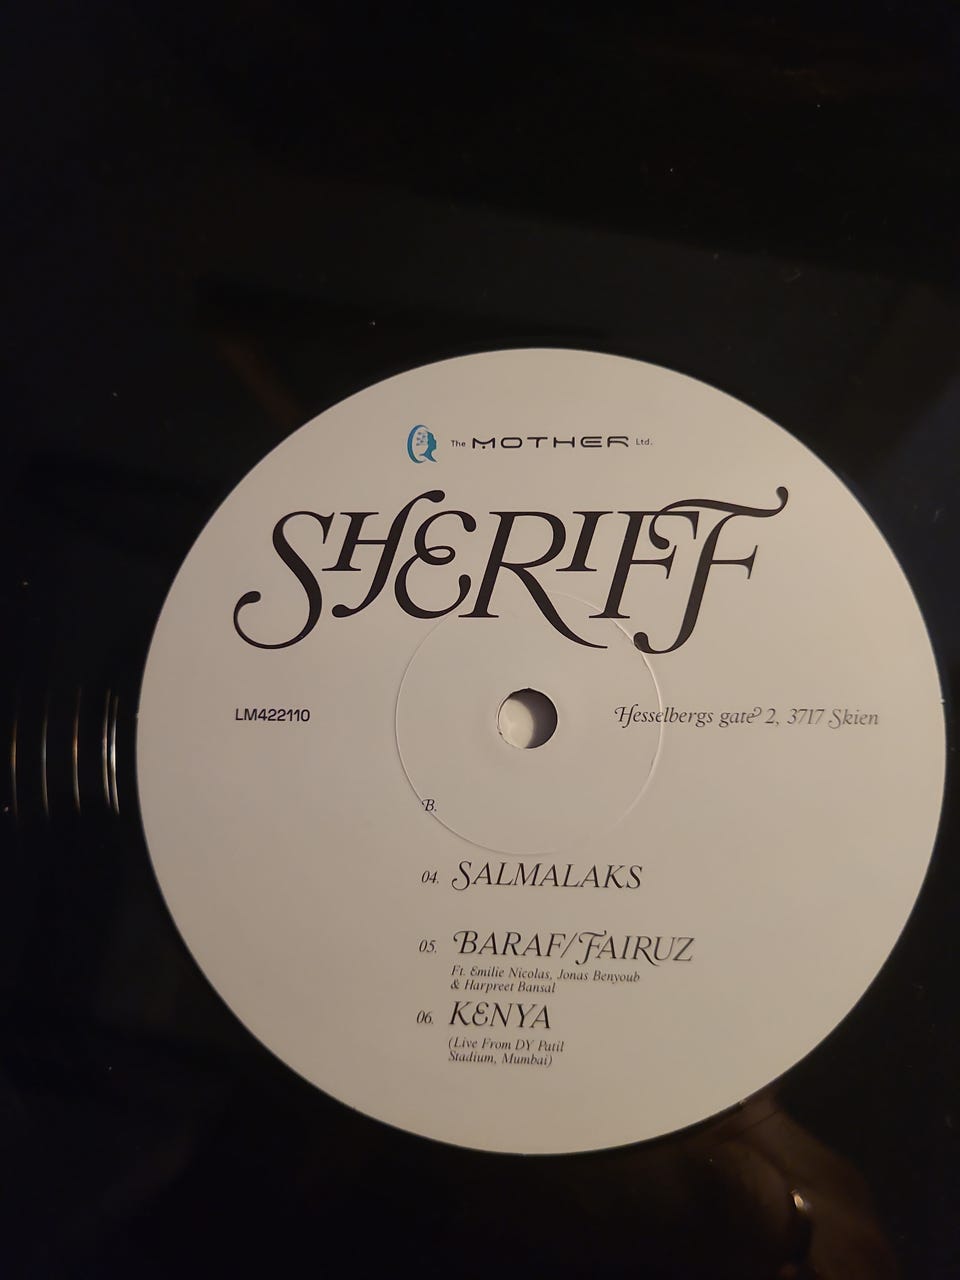 The MOTHER Ltd.
SHERIFF
LM422110
Hesselbergs gate 2, 3717 Skien
B.
04. SALMALAKS
05. BARAF/FAIRUZ
Ft. Emilie Nicolas, Jonas Benyoub
& Harpreet Bansal
06. KENYA
(Live From DY Patil
Stadium, Mumbai)